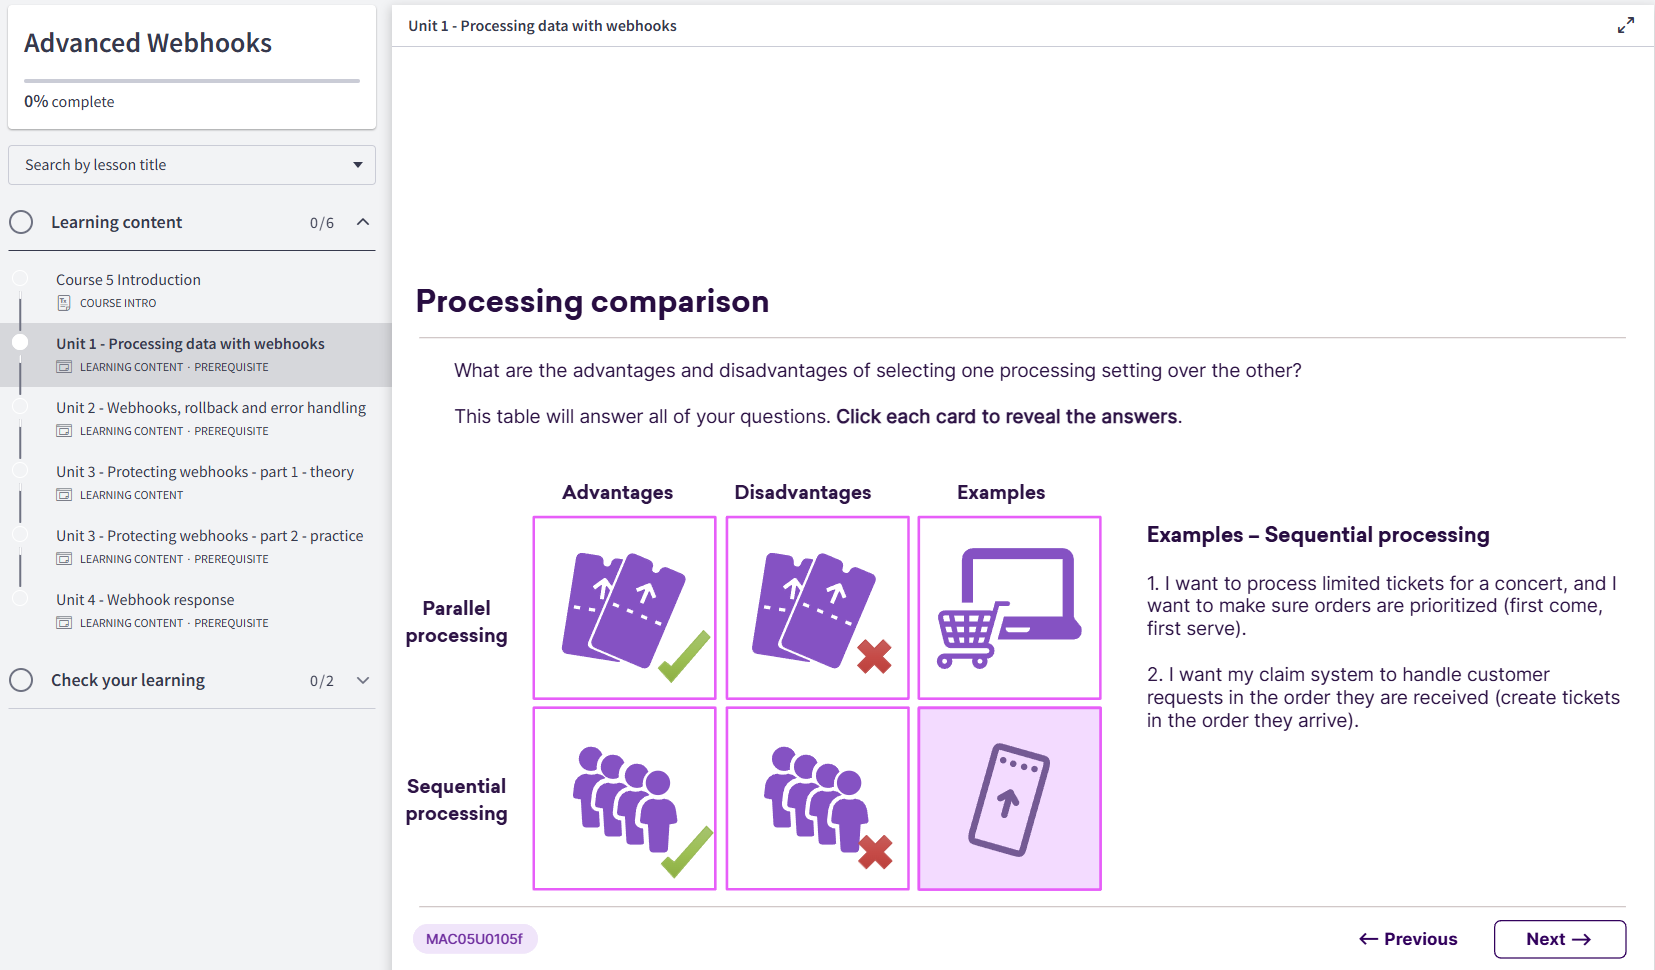 Advanced Webhooks
0% complete
Search by lesson title
Learning content 0/6
Course 5 Introduction
COURSE INTRO
Unit 1 - Processing data with webhooks
LEARNING CONTENT · PREREQUISITE
Unit 2 - Webhooks, rollback and error handling
LEARNING CONTENT · PREREQUISITE
Unit 3 - Protecting webhooks - part 1 - theory
LEARNING CONTENT
Unit 3 - Protecting webhooks - part 2 - practice
LEARNING CONTENT · PREREQUISITE
Unit 4 - Webhook response
LEARNING CONTENT · PREREQUISITE
Check your learning 0/2
Unit 1 - Processing data with webhooks
Processing comparison
What are the advantages and disadvantages of selecting one processing setting over the other?
This table will answer all of your questions. Click each card to reveal the answers.
Advantages Disadvantages Examples
Parallel
processing
Sequential
processing
Examples – Sequential processing
1. I want to process limited tickets for a concert, and I
want to make sure orders are prioritized (first come,
first serve).
2. I want my claim system to handle customer
requests in the order they are received (create tickets
in the order they arrive).
MAC05U0105f
← Previous
Next →